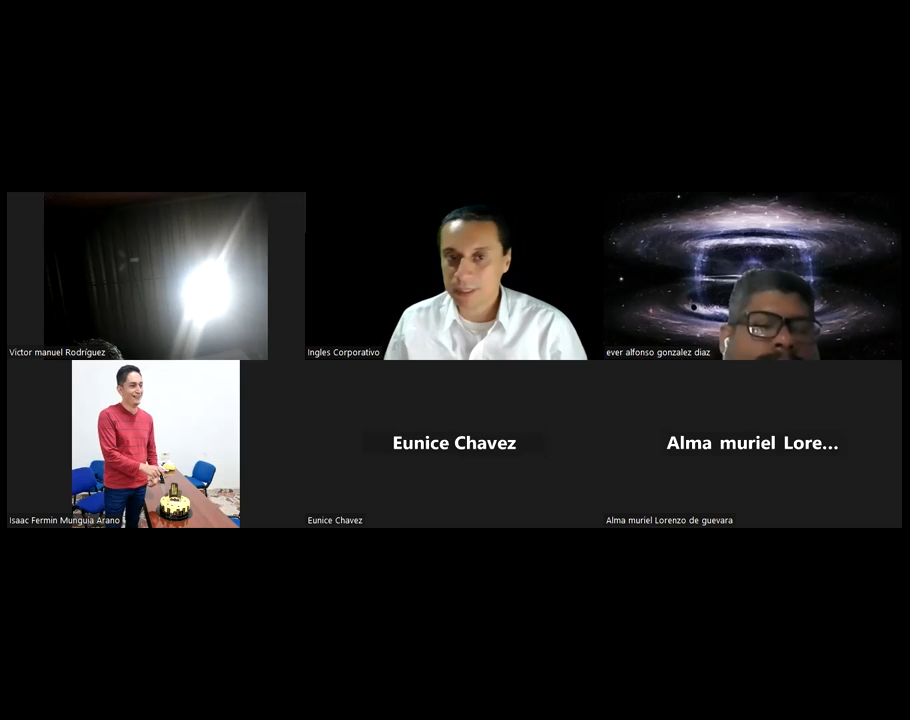 Victor manuel Rodríguez
Ingles Corporativo
ever alfonso gonzalez diaz
Eunice Chavez
Alma muriel Lore...
Isaac Fermin Munguia Arano
Eunice Chavez
Alma muriel Lorenzo de guevara